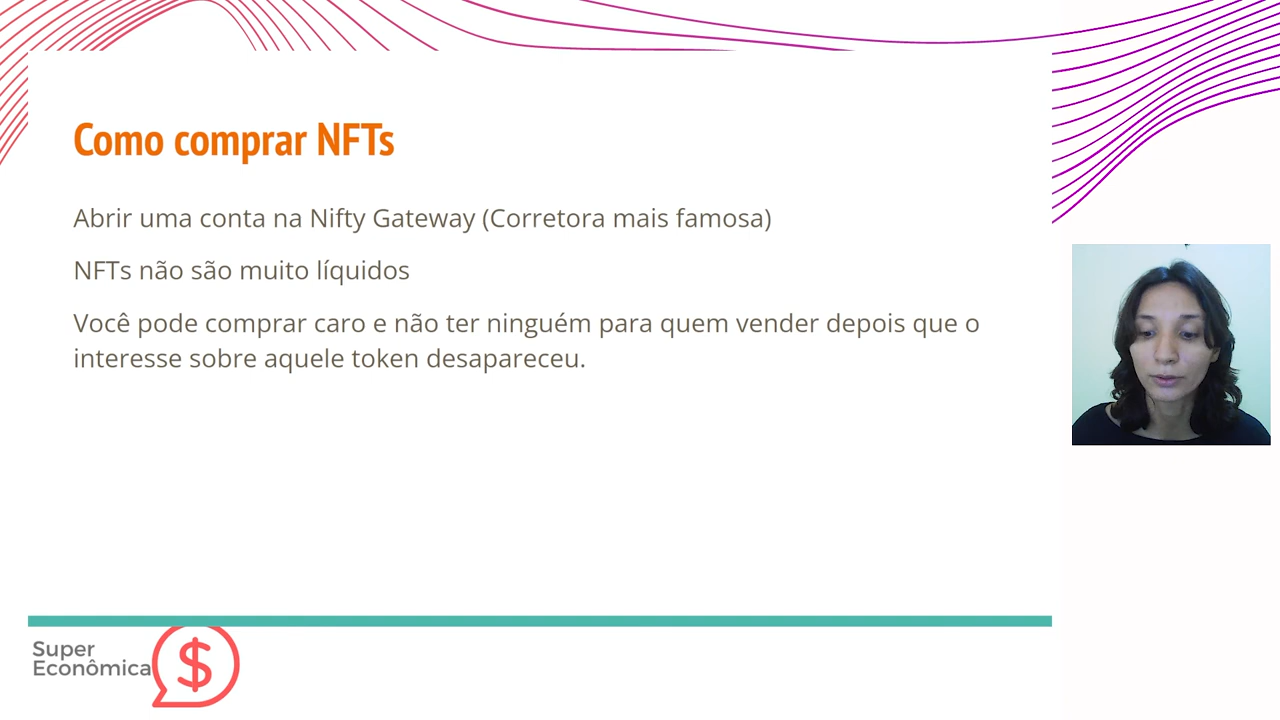 Como comprar NFTs
Abrir uma conta na Nifty Gateway (Corretora mais famosa)
NFTs não são muito líquidos
Você pode comprar caro e não ter ninguém para quem vender depois que o
interesse sobre aquele token desapareceu.
Super
Econômica
$